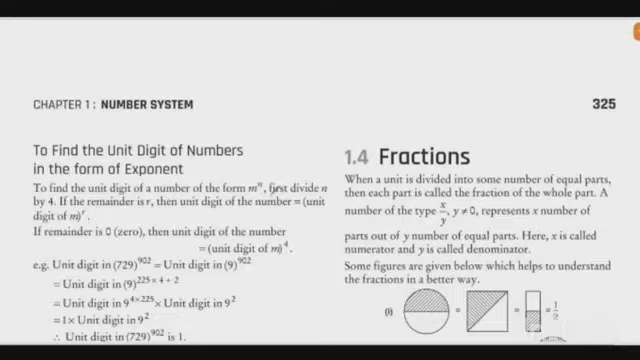 CHAPTER 1 : NUMBER SYSTEM
325
To Find the Unit Digit of Numbers
in the form of Exponent
To find the unit digit of a number of the form mⁿ, first divide n
by 4. If the remainder is r, then unit digit of the number = (unit
digit of m)ʳ.
If remainder is 0 (zero), then unit digit of the number
= (unit digit of m)⁴.
e.g. Unit digit in (729)⁹⁰² = Unit digit in (9)⁹⁰²
= Unit digit in (9)²²⁵ ˣ ⁴ ⁺ ²
= Unit digit in 9⁴ ˣ ²²⁵ × Unit digit in 9²
= 1 × Unit digit in 9²
∴ Unit digit in (729)⁹⁰² is 1.
1.4 Fractions
When a unit is divided into some number of equal parts,
then each part is called the fraction of the whole part. A
number of the type x/y, y ≠ 0, represents x number of
parts out of y number of equal parts. Here, x is called
numerator and y is called denominator.
Some figures are given below which helps to understand
the fractions in a better way.
(i) = = = 1/2